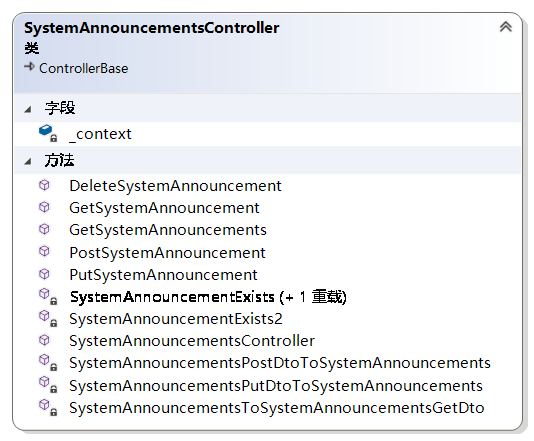 SystemAnnouncementsController
类
ControllerBase
字段
_context
方法
DeleteSystemAnnouncement
GetSystemAnnouncement
GetSystemAnnouncements
PostSystemAnnouncement
PutSystemAnnouncement
SystemAnnouncementExists (+ 1 重载)
SystemAnnouncementExists2
SystemAnnouncementsController
SystemAnnouncementsPostDtoToSystemAnnouncements
SystemAnnouncementsPutDtoToSystemAnnouncements
SystemAnnouncementsToSystemAnnouncementsGetDto